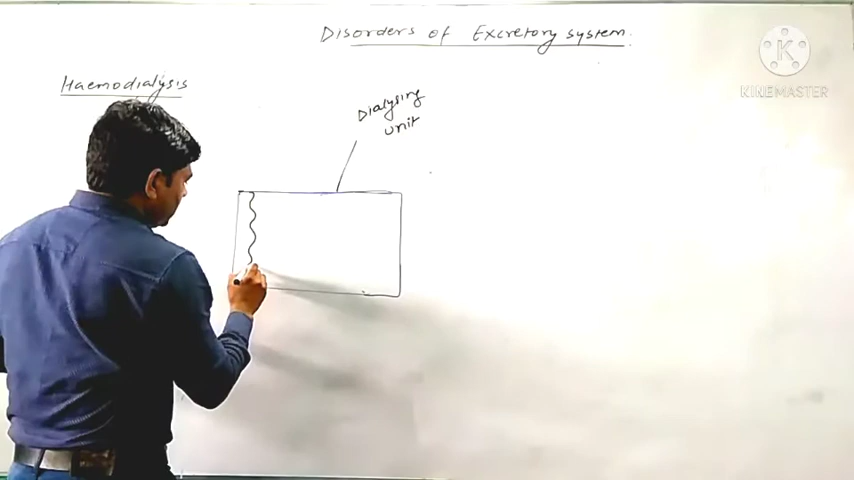 Disorders of Excretory system.
Haemodialysis
Dialysing
unit
KINEMASTER